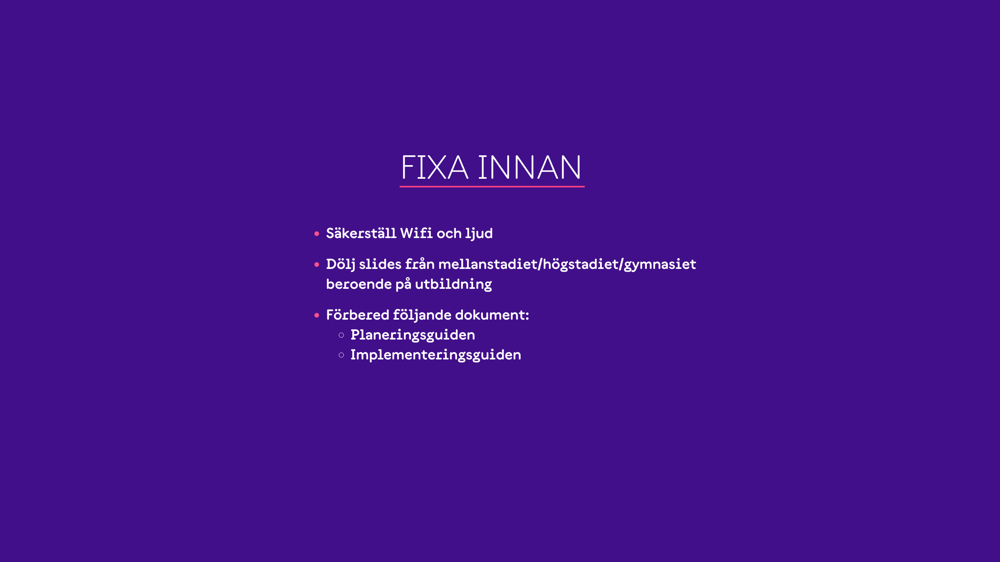 FIXA INNAN
Säkerställ Wifi och ljud
Dölj slides från mellanstadiet/högstadiet/gymnasiet
beroende på utbildning
Förbered följande dokument:
Planeringsguiden
Implementeringsguiden